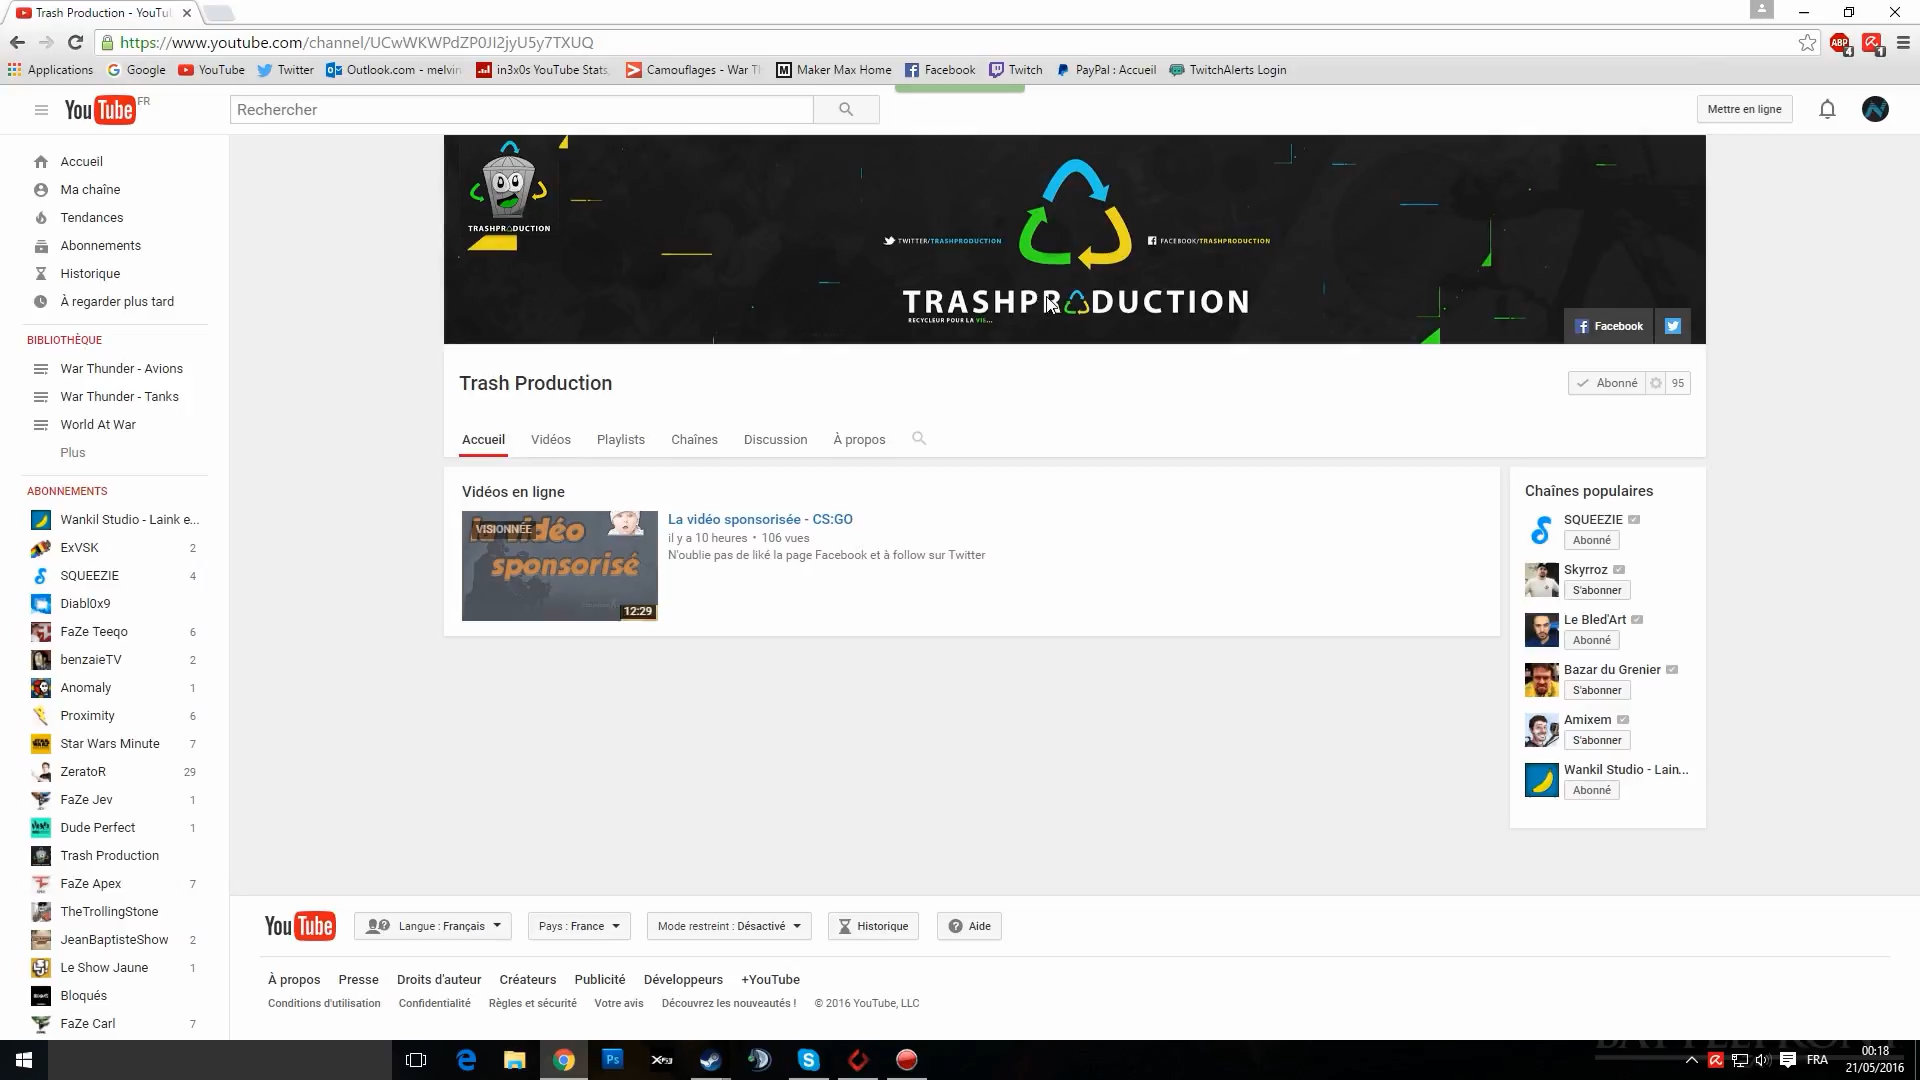 Trash Production - YouTu
https://www.youtube.com/channel/UCwWKWPdZP0JI2jyU5y7TXUQ
ABP 4 1
Applications Google YouTube Twitter Outlook.com - melvin in3x0s YouTube Stats, Camouflages - War T Maker Max Home Facebook Twitch PayPal : Accueil TwitchAlerts Login
YouTube FR
Rechercher
Mettre en ligne
Accueil
Ma chaîne
Tendances
Abonnements
Historique
À regarder plus tard
BIBLIOTHÈQUE
War Thunder - Avions
War Thunder - Tanks
World At War
Plus
ABONNEMENTS
Wankil Studio - Laink e...
ExVSK 2
SQUEEZIE 4
Diabl0x9
FaZe Teeqo 6
benzaieTV 2
Anomaly 1
Proximity 6
Star Wars Minute 7
ZeratoR 29
FaZe Jev 1
Dude Perfect 1
Trash Production
FaZe Apex 7
TheTrollingStone
JeanBaptisteShow 2
Le Show Jaune 1
Bloqués
FaZe Carl 7
TRASHPRODUCTION
TWITTER/TRASHPRODUCTION
FACEBOOK/TRASHPRODUCTION
TRASHPRODUCTION
RECYCLEUR POUR LA VIE...
Facebook
Trash Production
Abonné 95
Accueil Vidéos Playlists Chaînes Discussion À propos
Vidéos en ligne
VISIONNÉE
la vidéo
sponsorisé
12:29
La vidéo sponsorisée - CS:GO
il y a 10 heures • 106 vues
N'oublie pas de liké la page Facebook et à follow sur Twitter
Chaînes populaires
SQUEEZIE
Abonné
Skyrroz
S'abonner
Le Bled'Art
Abonné
Bazar du Grenier
S'abonner
Amixem
S'abonner
Wankil Studio - Lain...
Abonné
YouTube Langue : Français Pays : France Mode restreint : Désactivé Historique Aide
À propos Presse Droits d'auteur Créateurs Publicité Développeurs +YouTube
Conditions d'utilisation Confidentialité Règles et sécurité Votre avis Découvrez les nouveautés ! © 2016 YouTube, LLC
Ps
FRA
00:18
21/05/2016